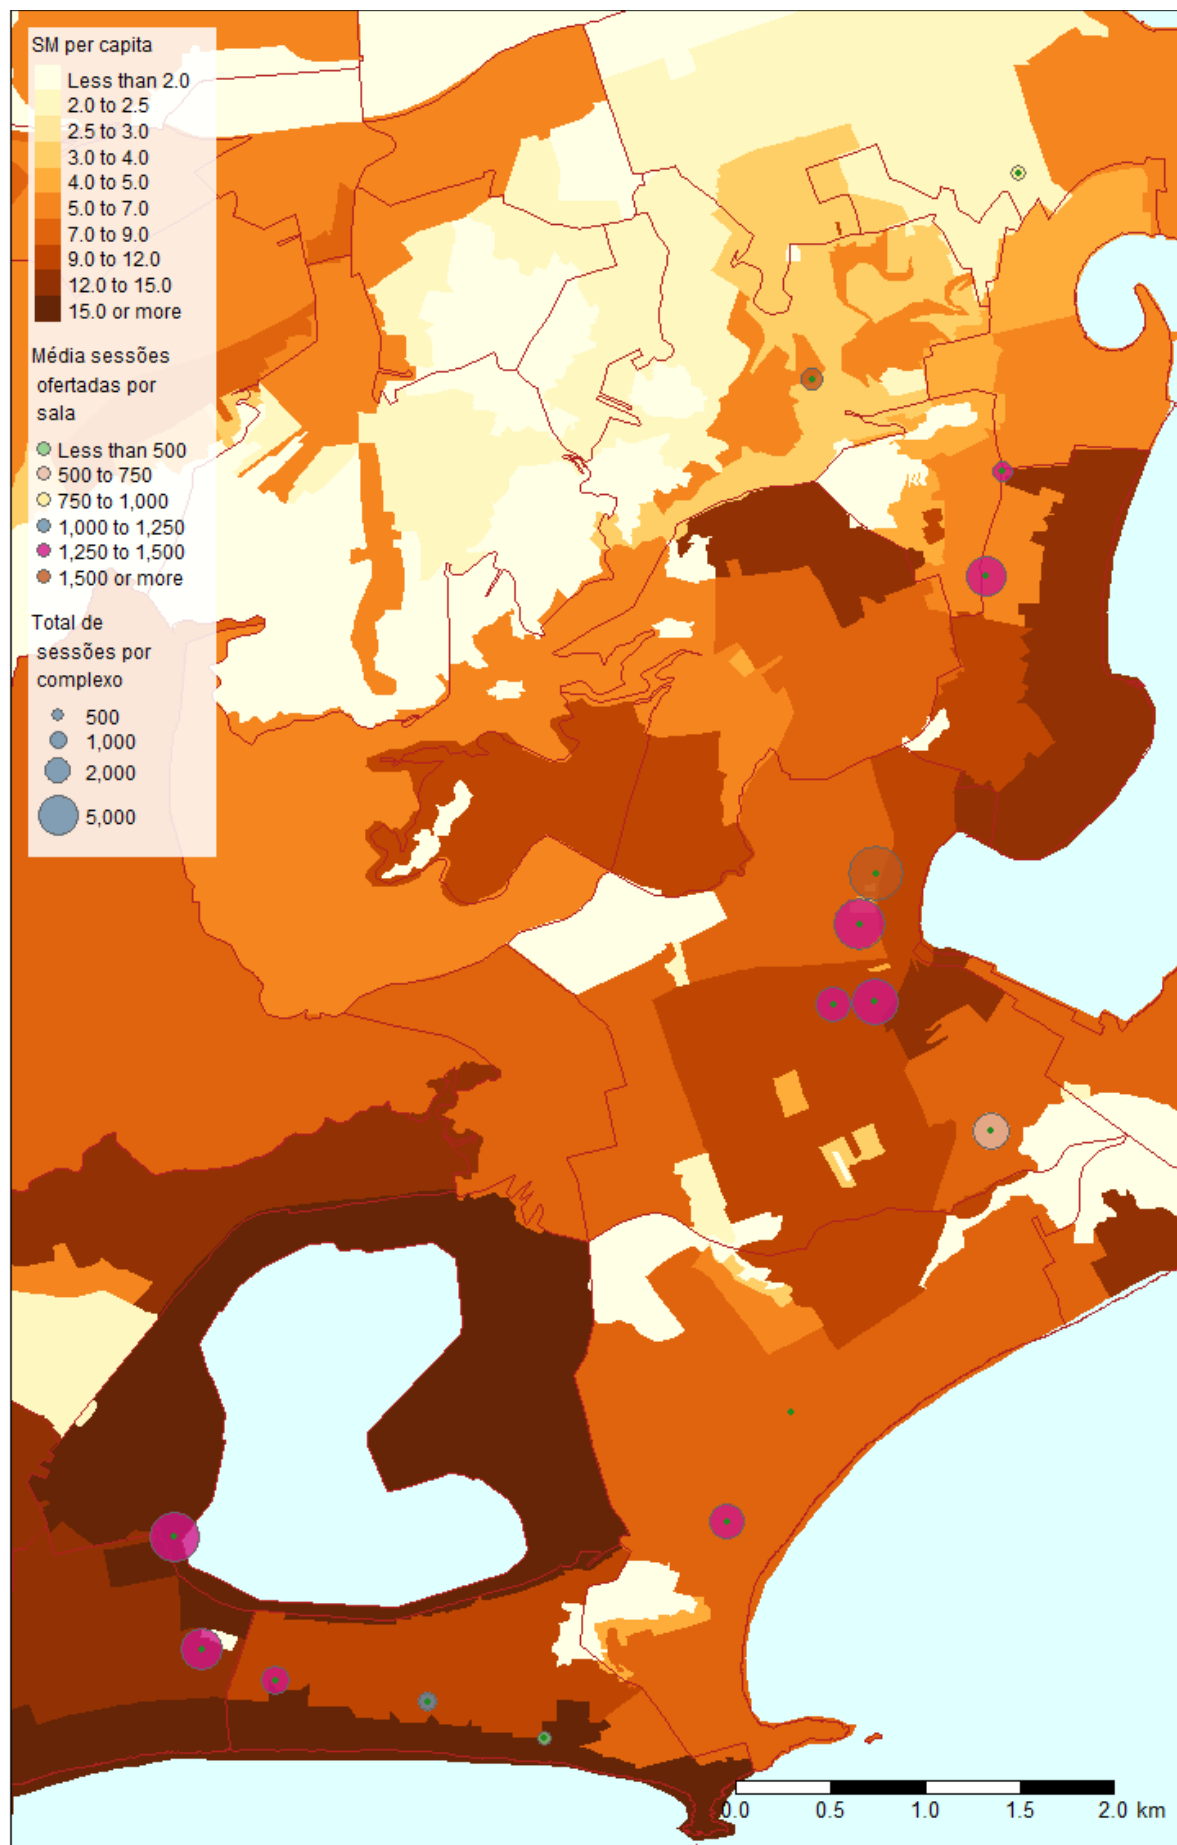 SM per capita
Less than 2.0
2.0 to 2.5
2.5 to 3.0
3.0 to 4.0
4.0 to 5.0
5.0 to 7.0
7.0 to 9.0
9.0 to 12.0
12.0 to 15.0
15.0 or more
Média sessões
ofertadas por
sala
Less than 500
500 to 750
750 to 1,000
1,000 to 1,250
1,250 to 1,500
1,500 or more
Total de
sessões por
complexo
500
1,000
2,000
5,000
0.0 0.5 1.0 1.5 2.0 km